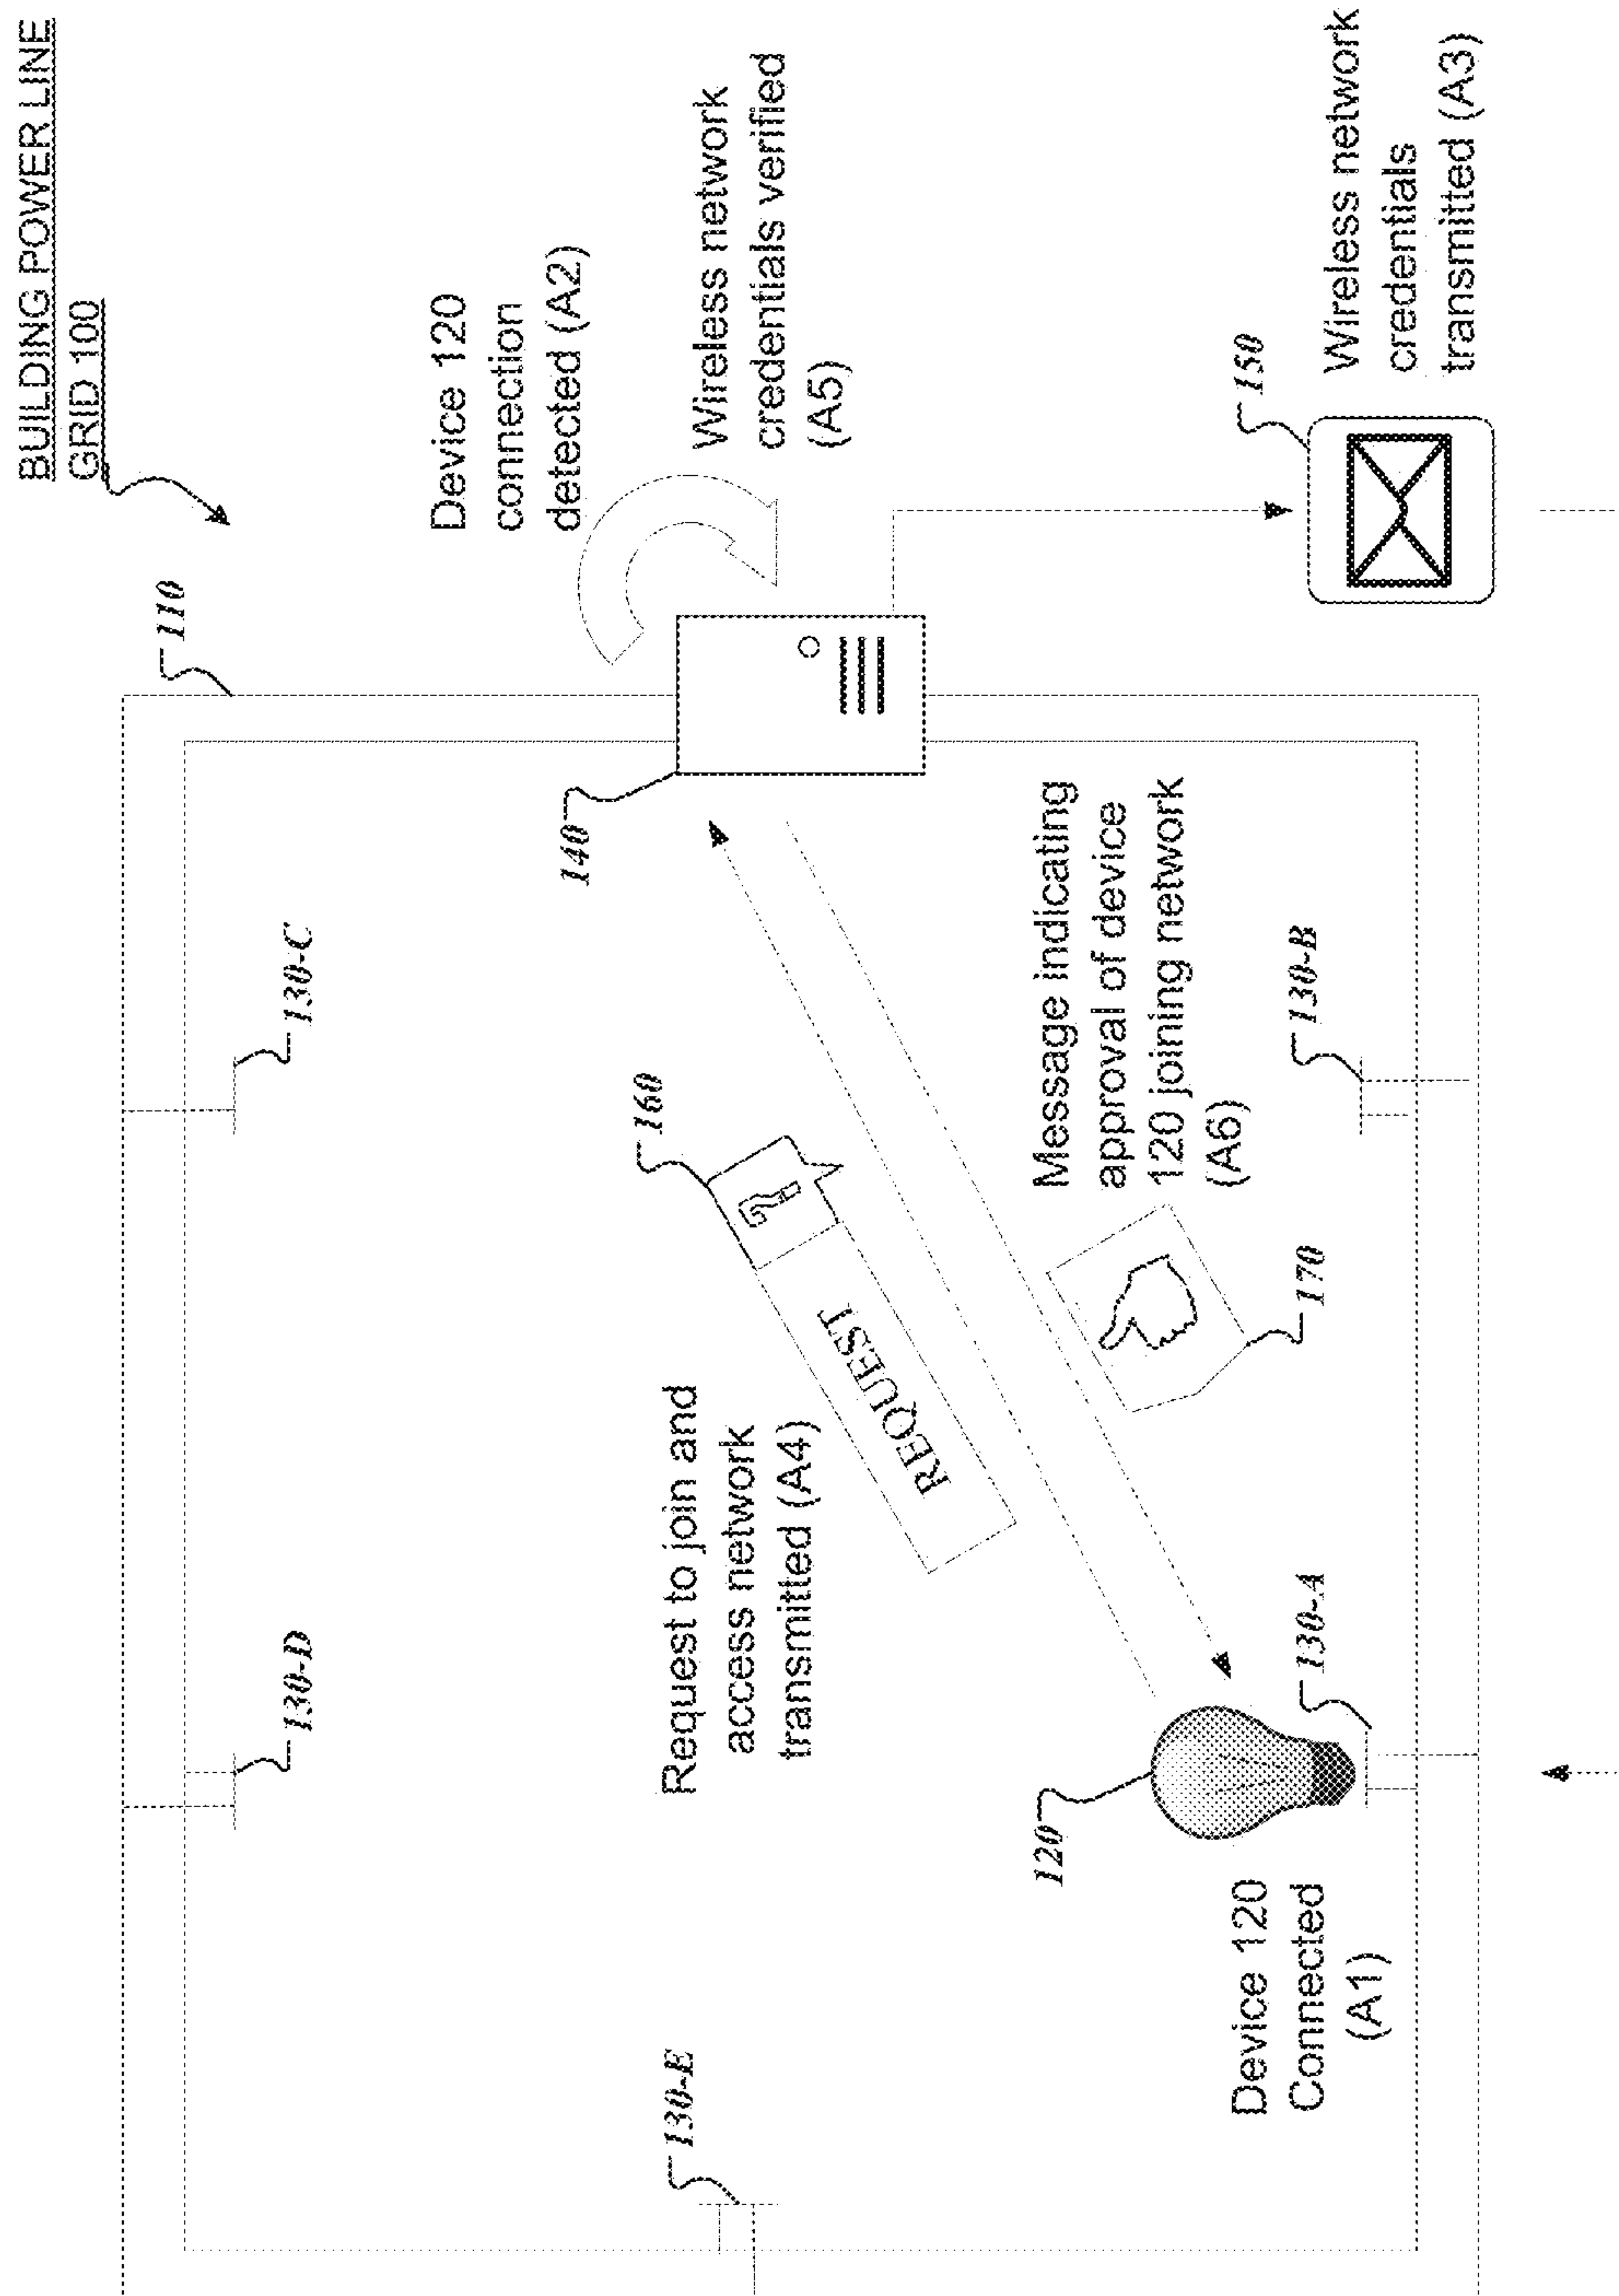 BUILDING POWER LINE
GRID 100
110
130-C
130-D
130-E
Device 120
connection
detected (A2)
Wireless network
credentials verified
(A5)
140
160
?
REQUEST
Request to join and
access network
transmitted (A4)
Message indicating
approval of device
120 joining network
(A6)
170
130-B
130-A
120
Device 120
Connected
(A1)
150
Wireless network
credentials
transmitted (A3)